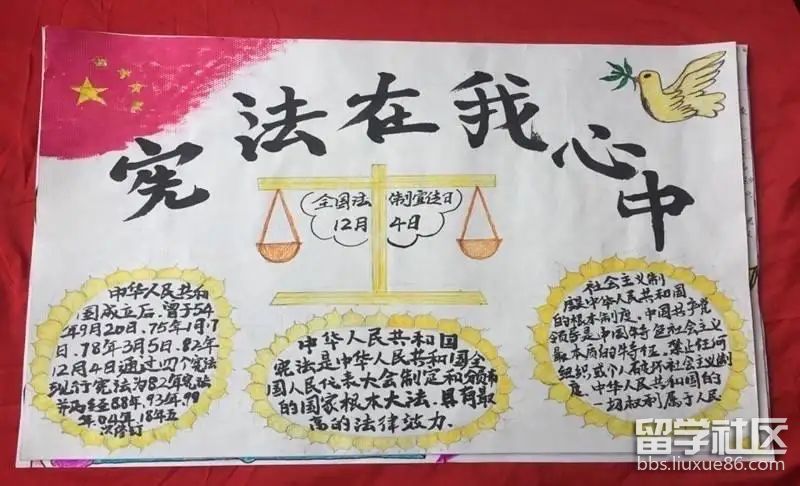 宪法在我心中
全国法制宣传日
12月4日
中华人民共和
国成立后,曾于54
年9月20日、75年1月17
日、78年3月5日、82年
12月4日通过四个宪法
现行宪法为82年宪法
并历经88年、93年、99
年、04年、18年五
次修订
中华人民共和国
宪法是中华人民共和国全
国人民代表大会制定和颁布
的国家根本大法.具有最
高的法律效力.
社会主义制
度是中华人民共和国
的根本制度。中国共产党
领导是中国特色社会主义
最本质的特征。禁止任何
组织或个人破坏社会主义制
度.中华人民共和国的一
切权利属于人民
留学社区
bbs.liuxue86.com